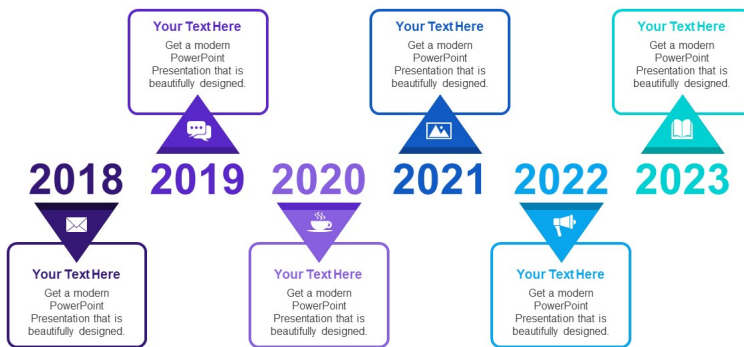 Your Text Here
Get a modern
PowerPoint
Presentation that is
beautifully designed.
Your Text Here
Get a modern
PowerPoint
Presentation that is
beautifully designed.
Your Text Here
Get a modern
PowerPoint
Presentation that is
beautifully designed.
2018 2019 2020 2021 2022 2023
Your Text Here
Get a modern
PowerPoint
Presentation that is
beautifully designed.
Your Text Here
Get a modern
PowerPoint
Presentation that is
beautifully designed.
Your Text Here
Get a modern
PowerPoint
Presentation that is
beautifully designed.